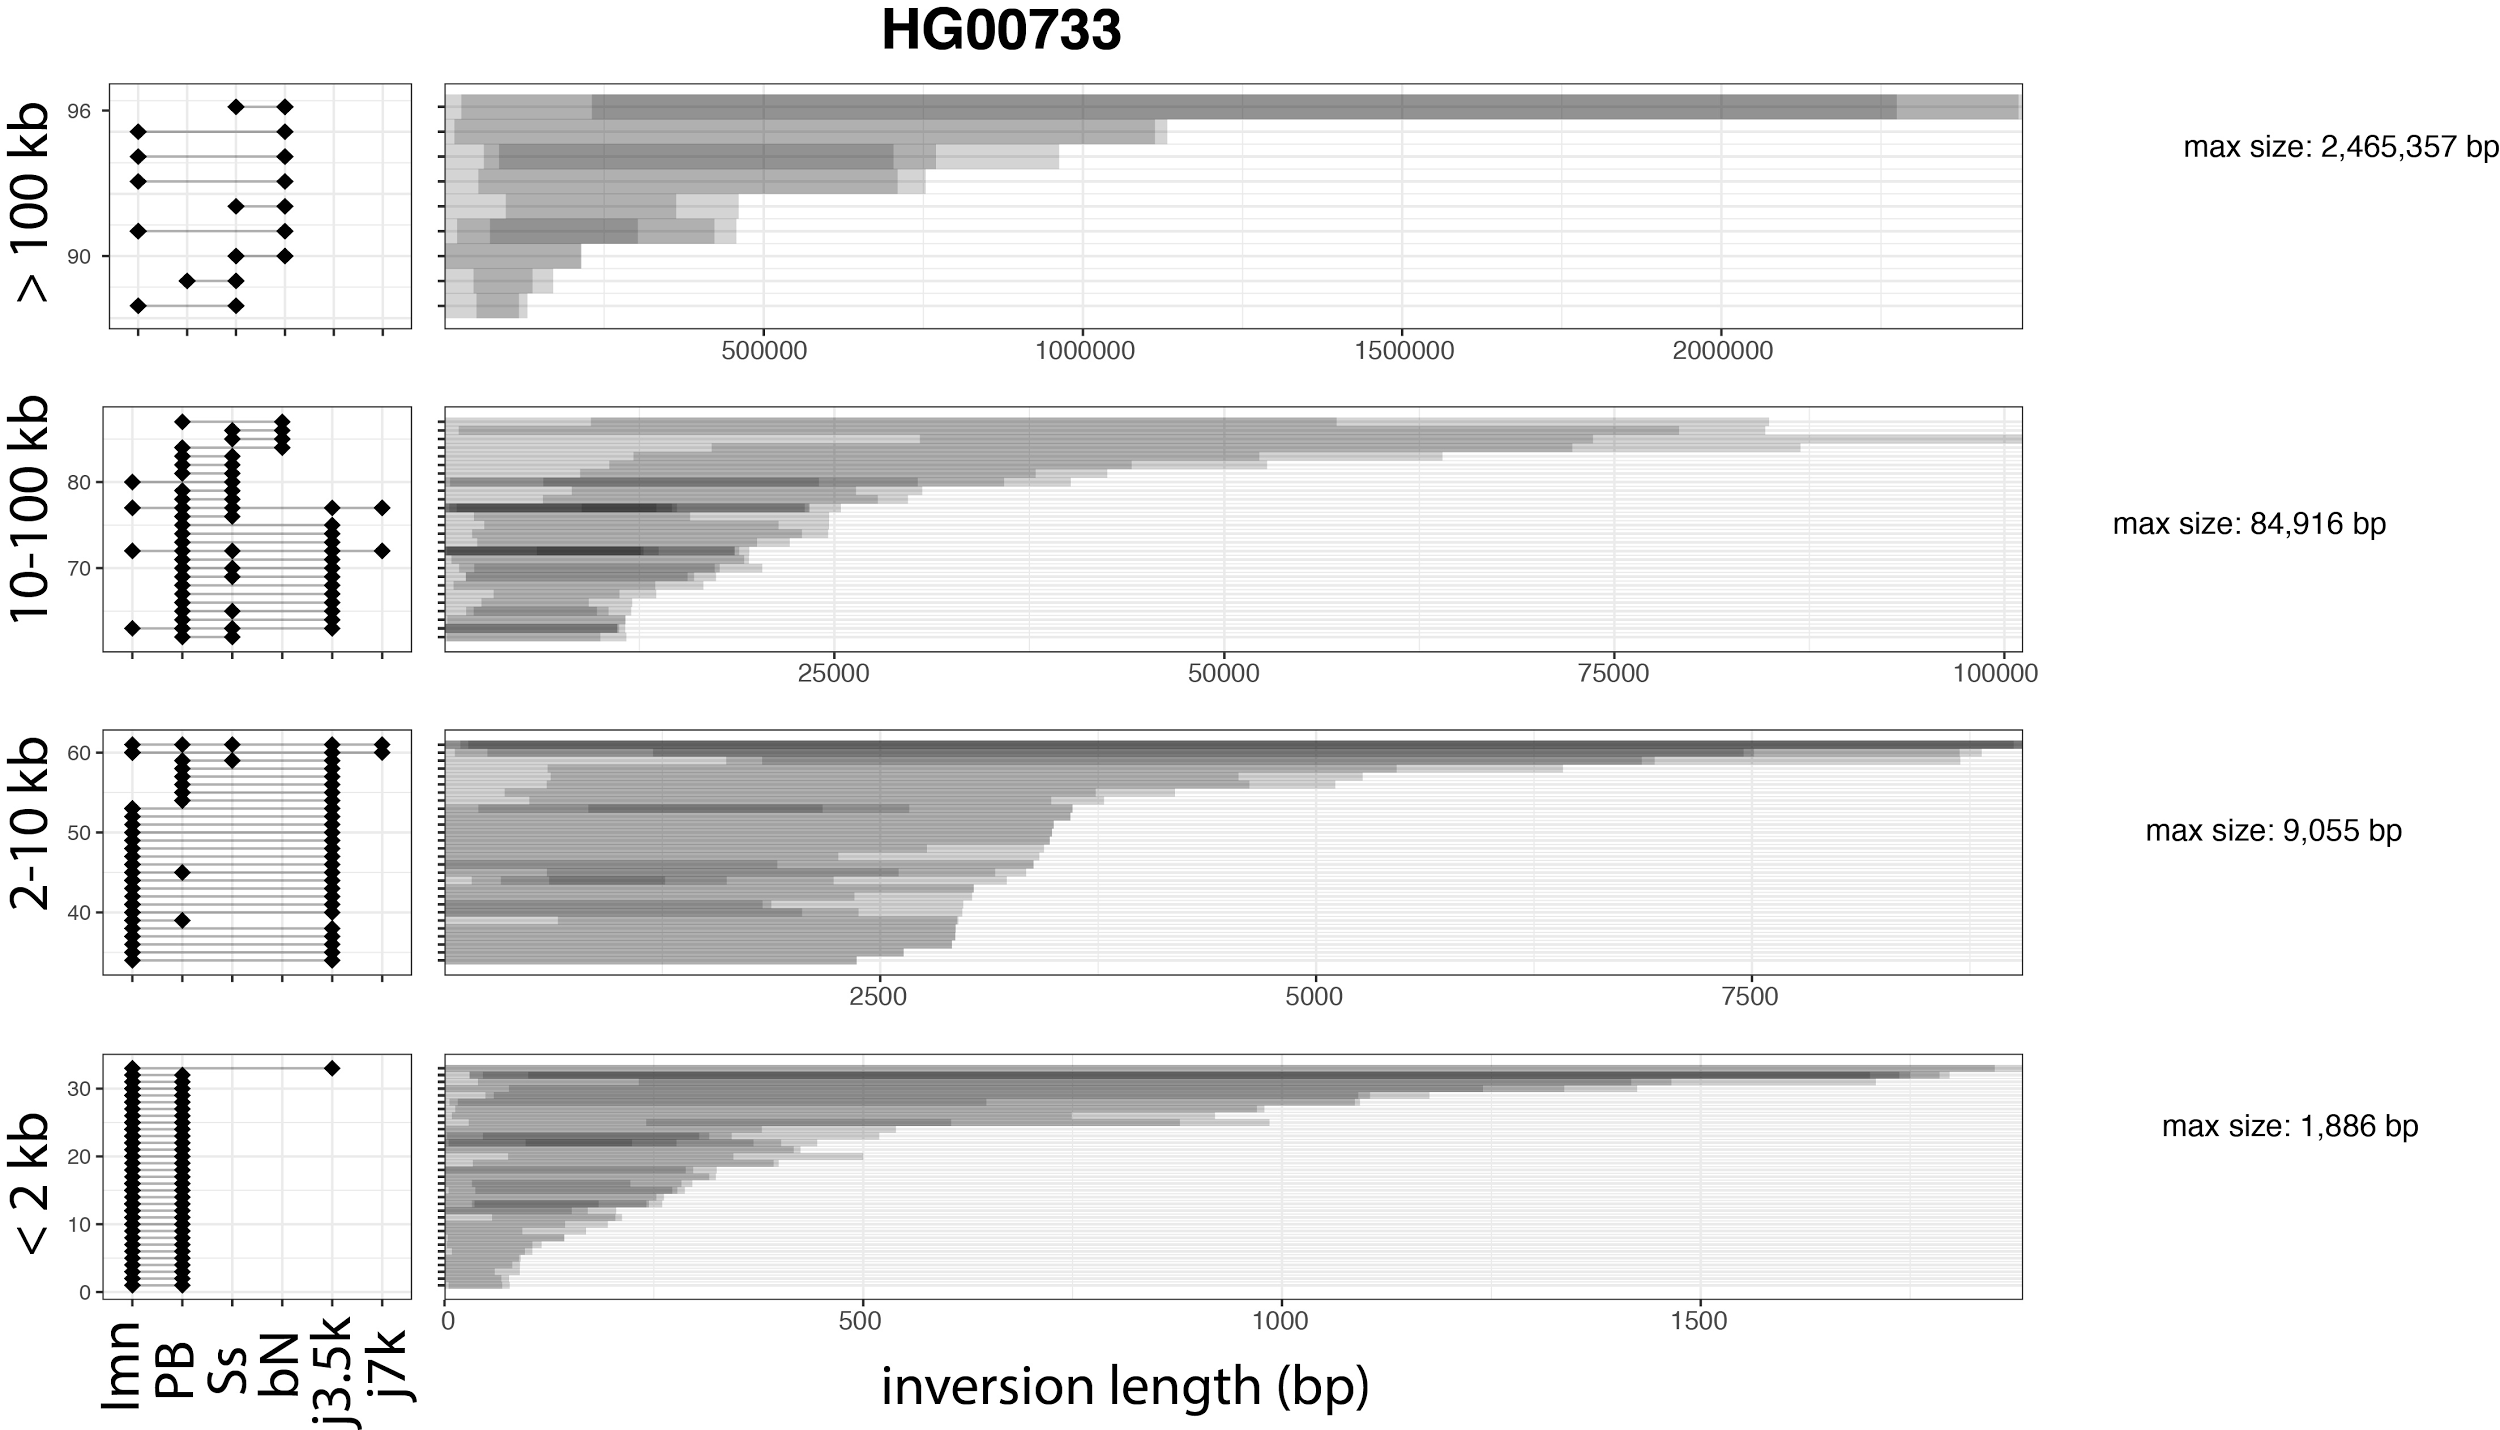 HG00733
> 100 kb
96
90
500000
1000000
1500000
2000000
max size: 2,465,357 bp
10-100 kb
80
70
25000
50000
75000
100000
max size: 84,916 bp
2-10 kb
60
50
40
2500
5000
7500
max size: 9,055 bp
< 2 kb
30
20
10
0
0
500
1000
1500
max size: 1,886 bp
Imn
PB
Ss
bN
j3.5k
j7k
inversion length (bp)